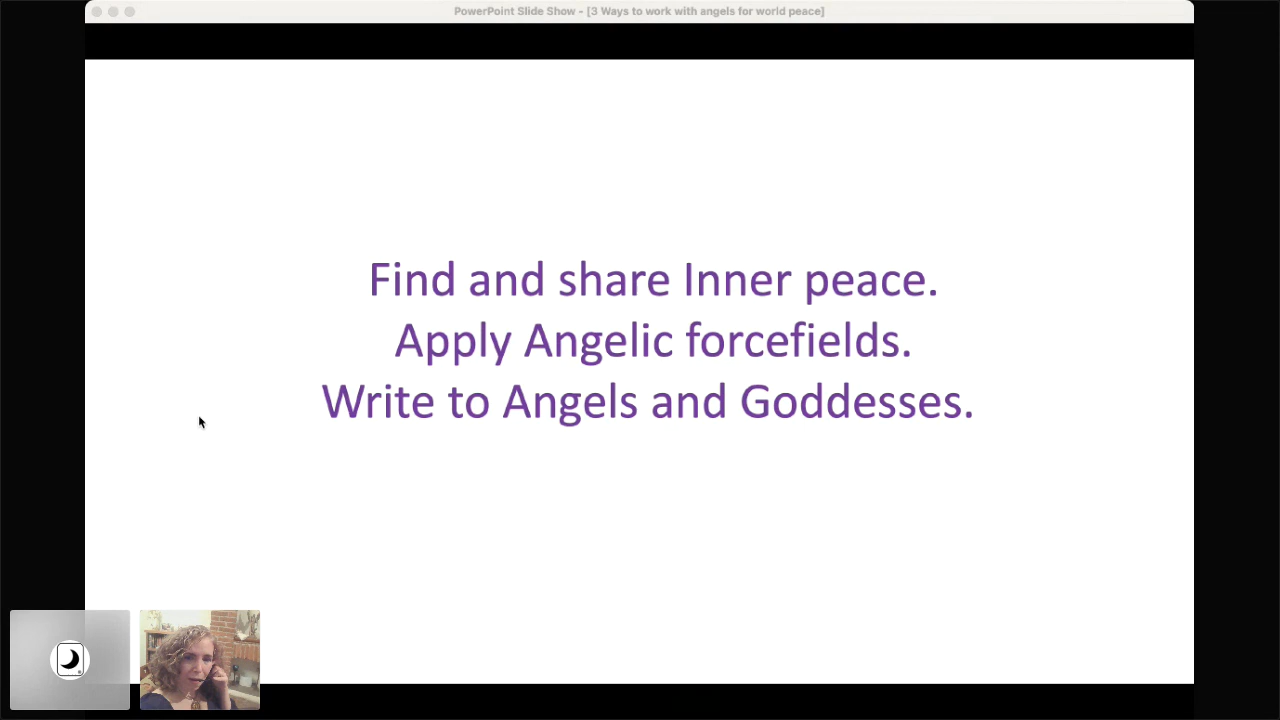 PowerPoint Slide Show - [3 Ways to work with angels for world peace]
Find and share Inner peace.
Apply Angelic forcefields.
Write to Angels and Goddesses.